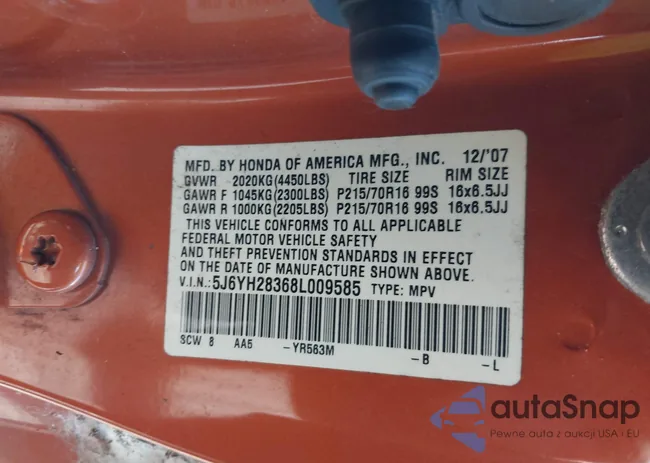 MFD. BY HONDA OF AMERICA MFG., INC. 12/'07
GVWR 2020KG(4450LBS) TIRE SIZE RIM SIZE
GAWR F 1045KG(2300LBS) P215/70R16 99S 16x6.5JJ
GAWR R 1000KG(2205LBS) P215/70R16 99S 16x6.5JJ
THIS VEHICLE CONFORMS TO ALL APPLICABLE
FEDERAL MOTOR VEHICLE SAFETY
AND THEFT PREVENTION STANDARDS IN EFFECT
ON THE DATE OF MANUFACTURE SHOWN ABOVE.
V.I.N.: 5J6YH28368L009585 TYPE: MPV
SCW 8 AA5 -YR563M -B -L
autaSnap
Pewne auta z aukcji USA i EU